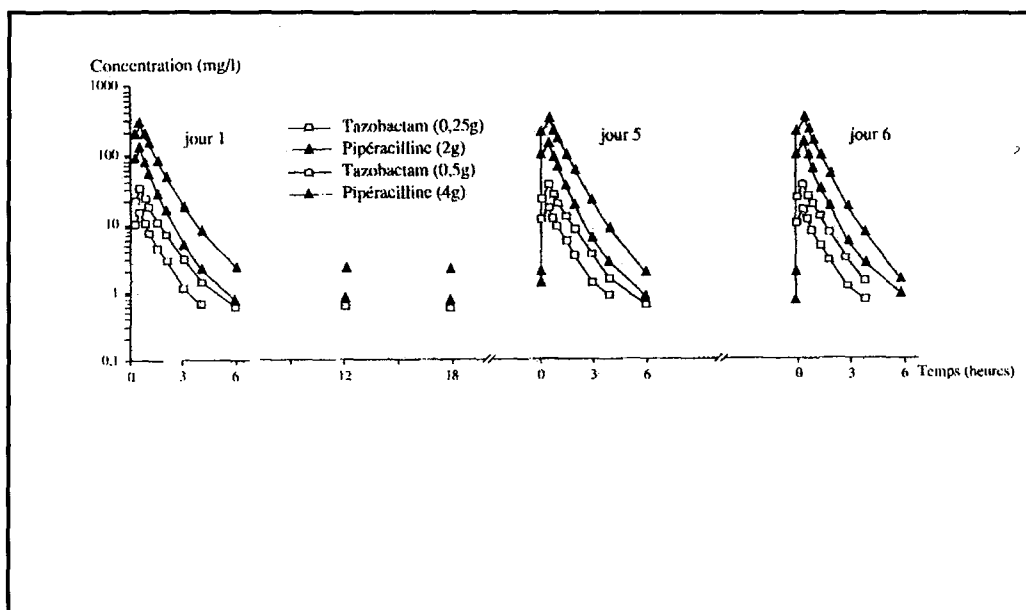 Concentration (mg/l)
1000
100
10
1
0,1
jour 1
Tazobactam (0,25g)
Pipéracilline (2g)
Tazobactam (0,5g)
Pipéracilline (4g)
jour 5
jour 6
0 3 6 12 18 0 3 6 0 3 6 Temps (heures)